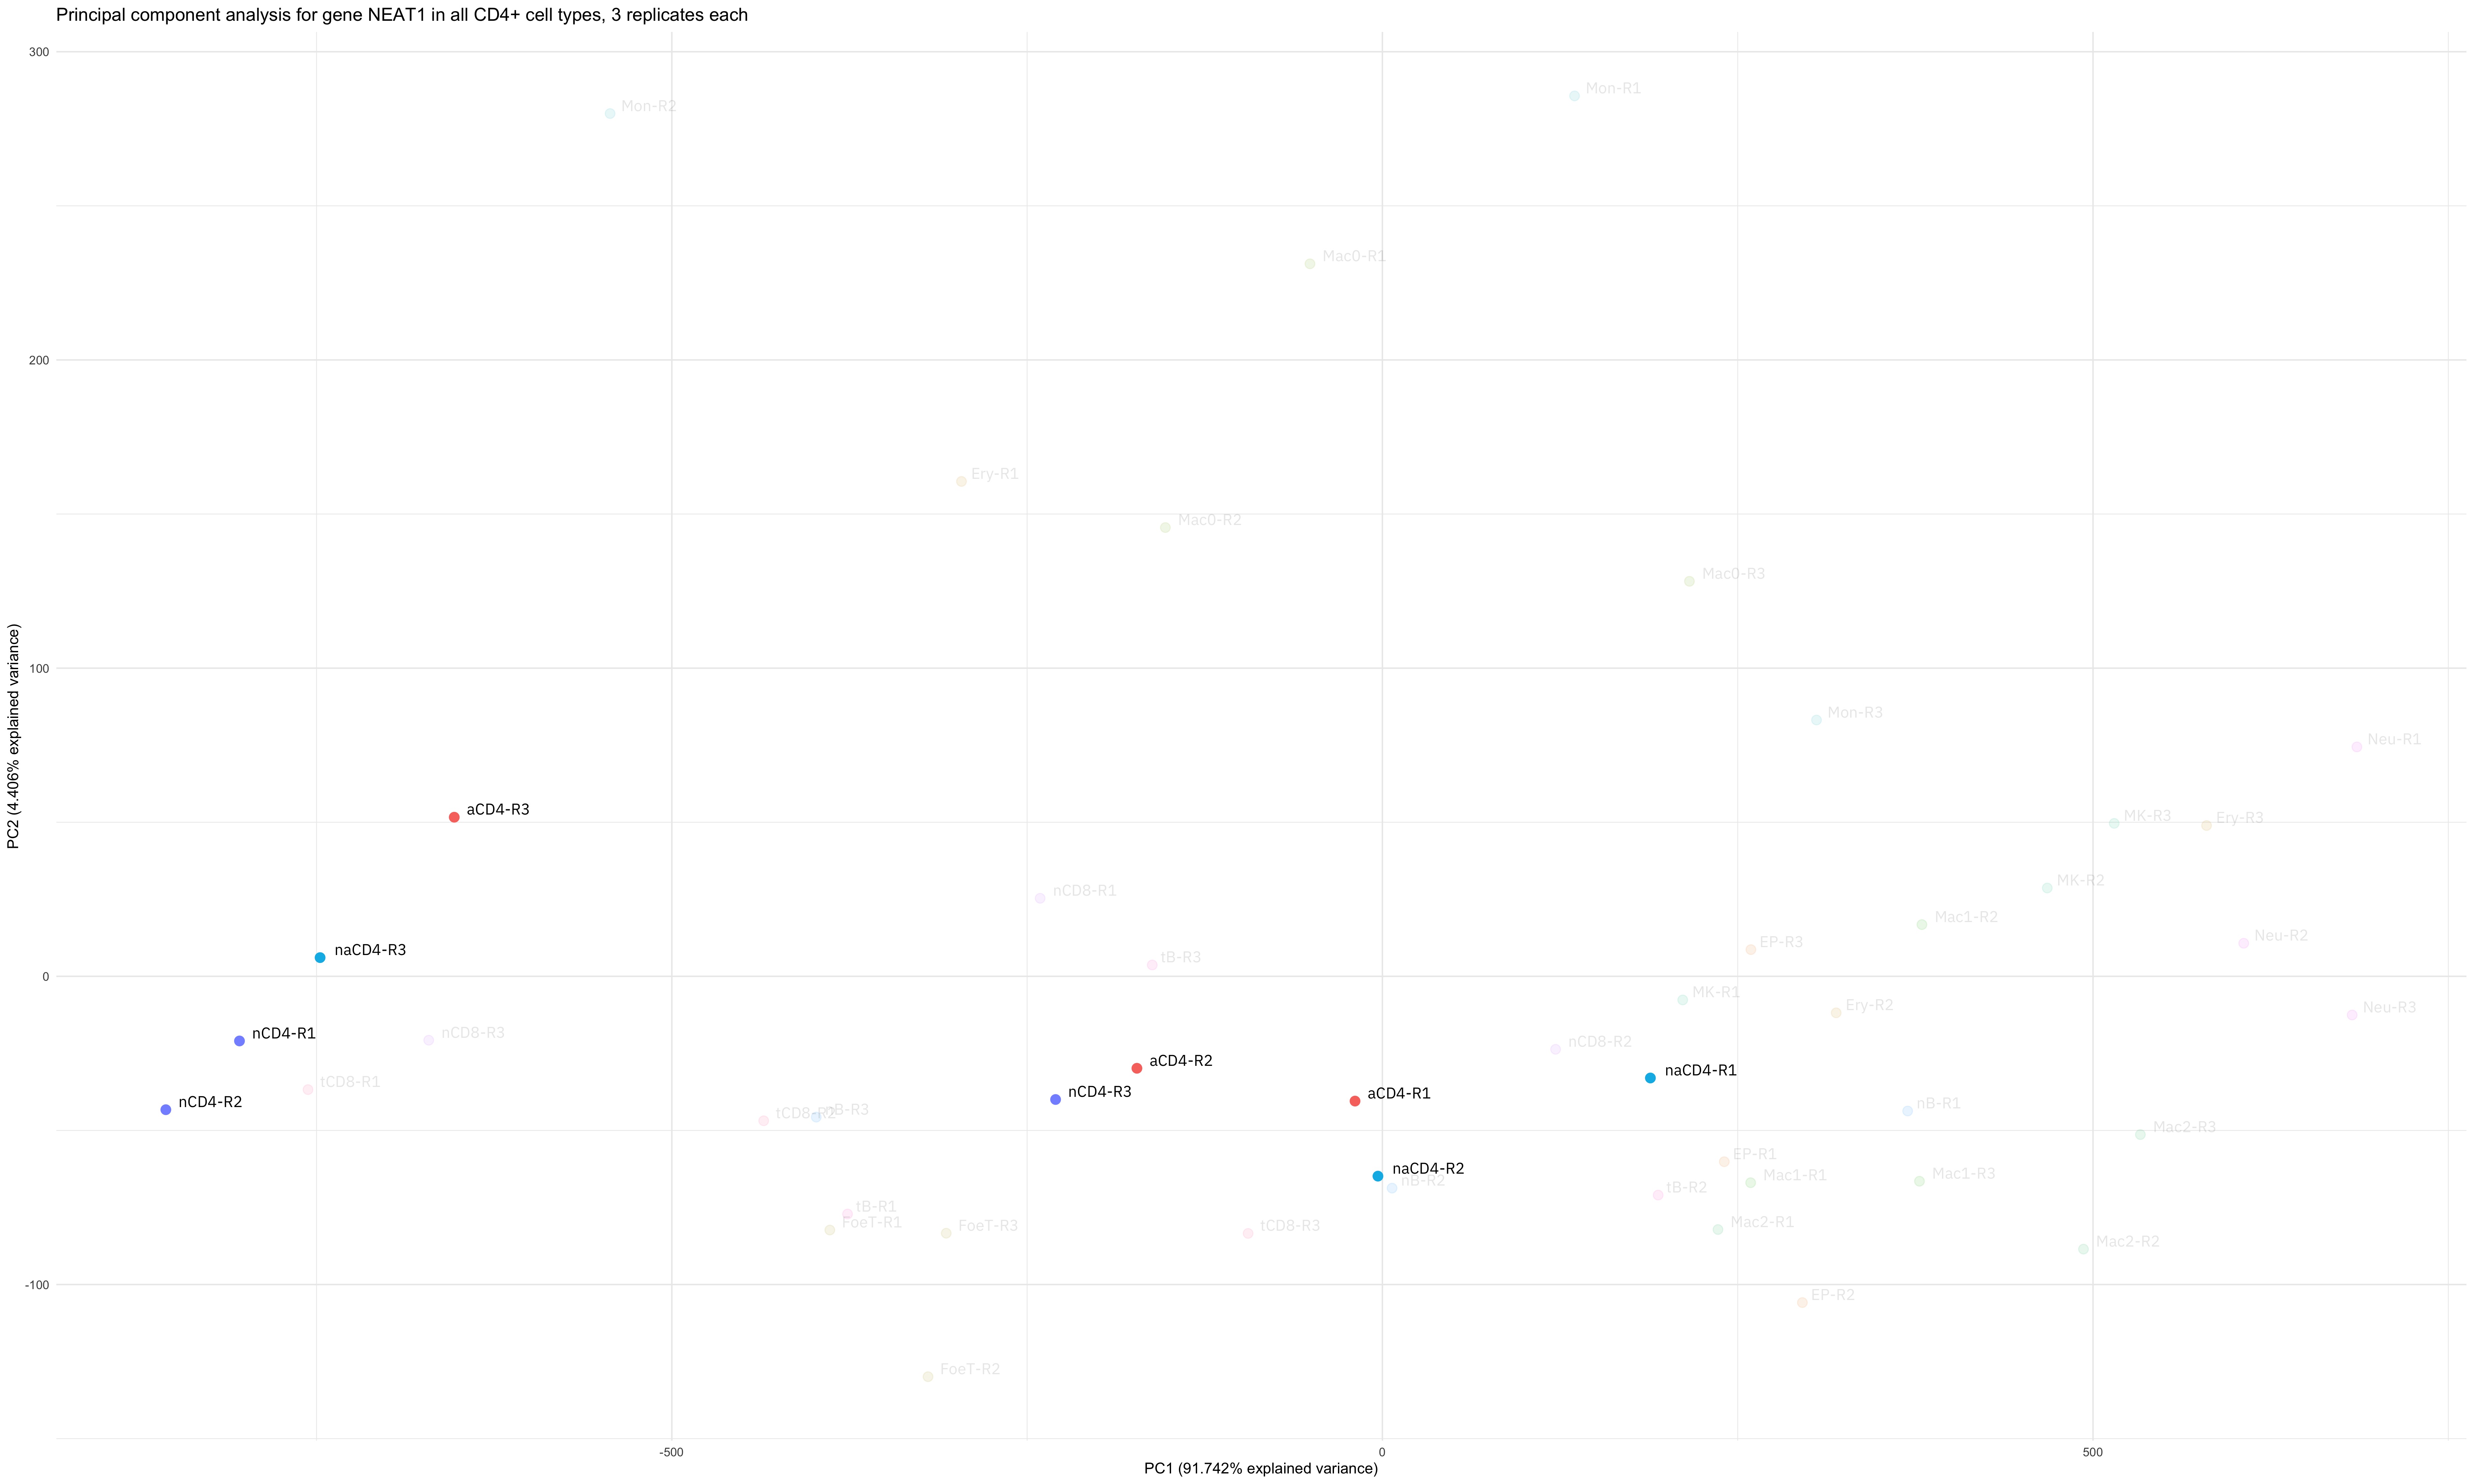 Principal component analysis for gene NEAT1 in all CD4+ cell types, 3 replicates each
300
Mon-R1
Mon-R2
Mac0-R1
200
Ery-R1
Mac0-R2
Mac0-R3
100
Mon-R3
Neu-R1
PC2 (4.406% explained variance)
aCD4-R3
MK-R3
Ery-R3
nCD8-R1
MK-R2
Mac1-R2
naCD4-R3
tB-R3
EP-R3
Neu-R2
0
MK-R1
Ery-R2
Neu-R3
nCD4-R1
nCD8-R3
nCD8-R2
tCD8-R1
aCD4-R2
naCD4-R1
nCD4-R2
nCD4-R3
aCD4-R1
tCD8-R2
nB-R3
nB-R1
Mac2-R3
naCD4-R2
nB-R2
EP-R1
tB-R2
Mac1-R1
Mac1-R3
tB-R1
FoeT-R1
FoeT-R3
tCD8-R3
Mac2-R1
Mac2-R2
-100
EP-R2
FoeT-R2
-500
0
500
PC1 (91.742% explained variance)